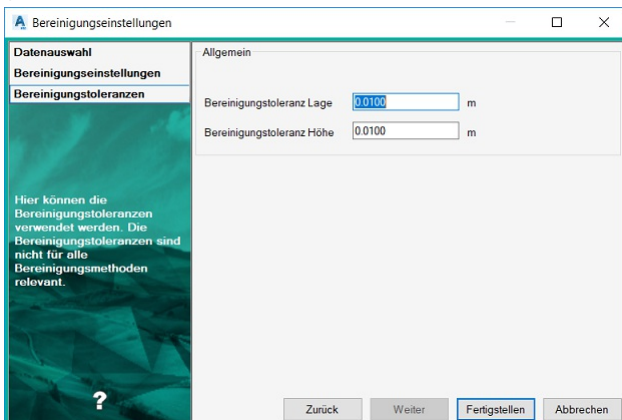 Bereinigungseinstellungen
Datenauswahl
Bereinigungseinstellungen
Bereinigungstoleranzen
Hier können die
Bereinigungstoleranzen
verwendet werden. Die
Bereinigungstoleranzen sind
nicht für alle
Bereinigungsmethoden
relevant.
?
Allgemein
Bereinigungstoleranz Lage 0.0100 m
Bereinigungstoleranz Höhe 0.0100 m
Zurück Weiter Fertigstellen Abbrechen